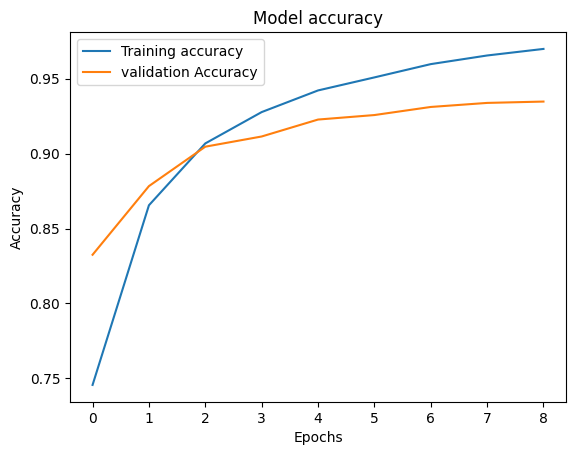 Model accuracy
Training accuracy
validation Accuracy
Accuracy
0.95
0.90
0.85
0.80
0.75
0 1 2 3 4 5 6 7 8
Epochs